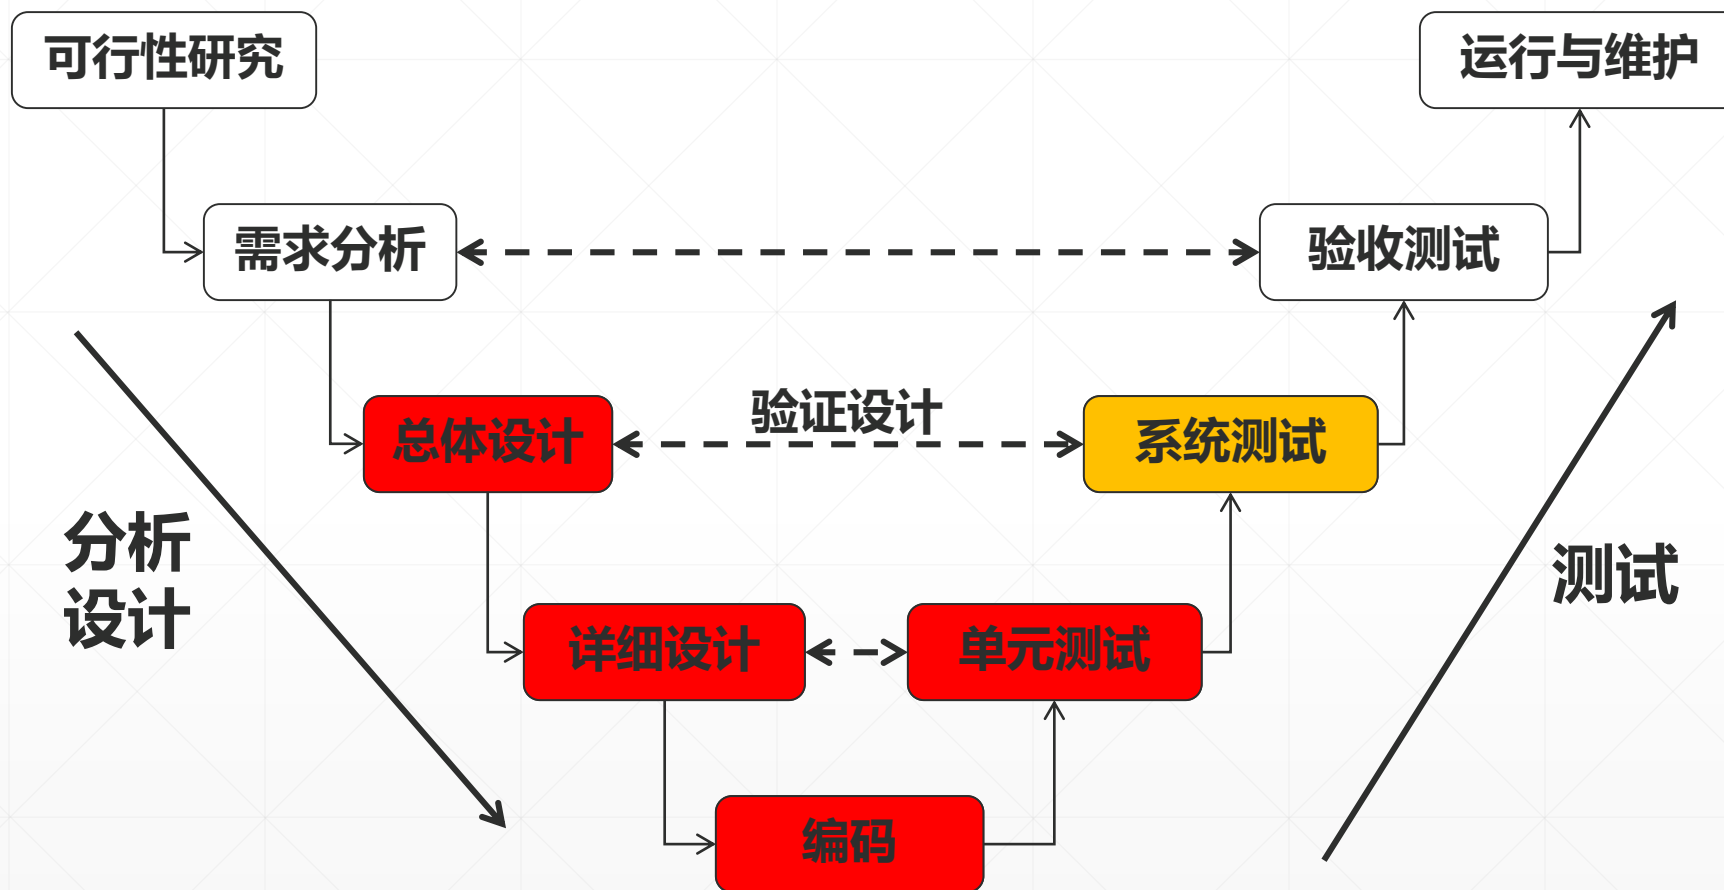 可行性研究
运行与维护
需求分析
验收测试
验证设计
总体设计
系统测试
分析
设计
测试
详细设计
单元测试
编码